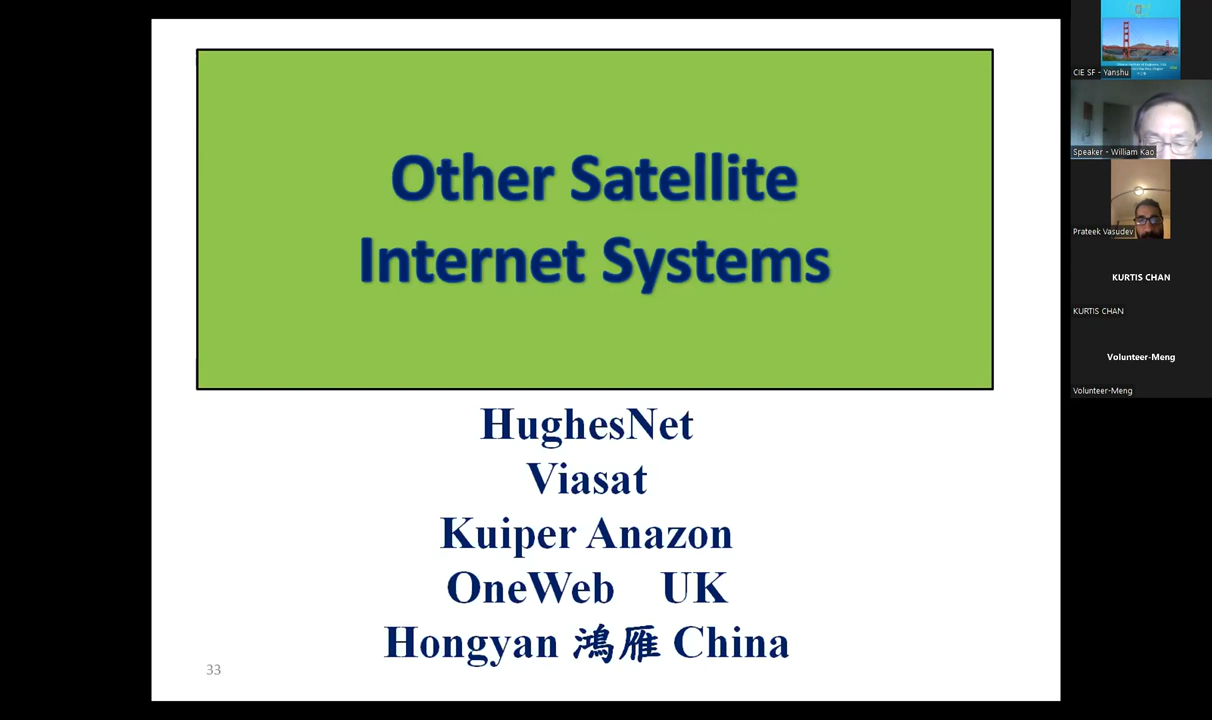 Other Satellite
Internet Systems
HughesNet
Viasat
Kuiper Anazon
OneWeb UK
Hongyan 鴻雁 China
33
CIE SF - Yanshu
Speaker - William Kao
Prateek Vasudev
KURTIS CHAN
KURTIS CHAN
Volunteer-Meng
Volunteer-Meng